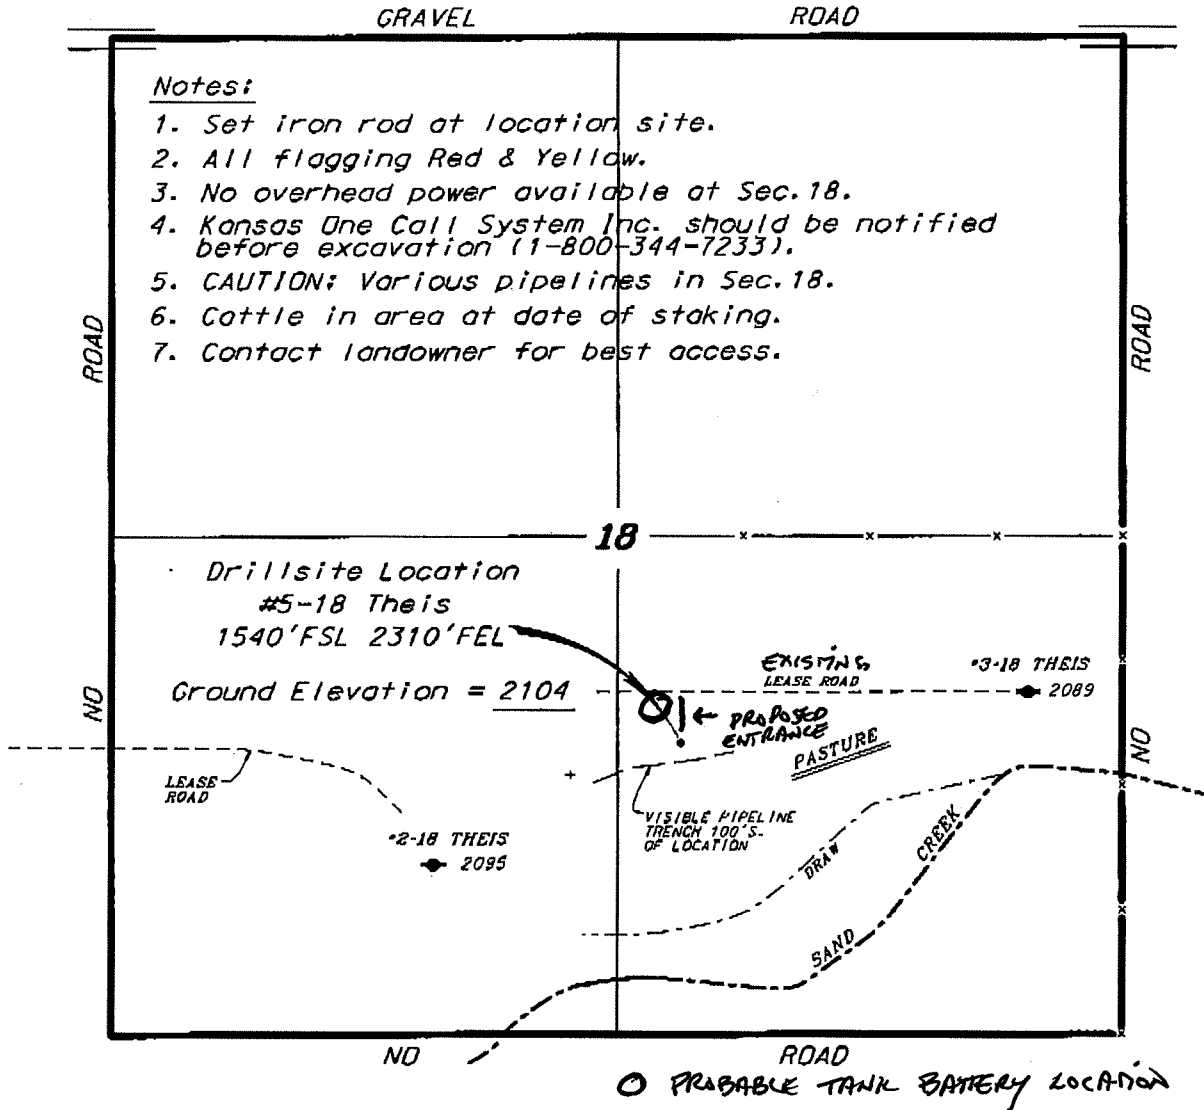 GRAVEL ROAD
Notes:
1. Set iron rod at location site.
2. All flagging Red & Yellow.
3. No overhead power available at Sec.18.
4. Kansas One Call System Inc. should be notified
before excavation (1-800-344-7233).
5. CAUTION: Various pipelines in Sec.18.
6. Cattle in area at date of staking.
7. Contact landowner for best access.
NO ROAD
NO ROAD
18
Drillsite Location
#5-18 Theis
1540'FSL 2310'FEL
Ground Elevation = 2104
EXISTING
LEASE ROAD
#3-18 THEIS
2089
PROPOSED
ENTRANCE
PASTURE
LEASE
ROAD
VISIBLE PIPELINE
TRENCH 100'S.
OF LOCATION
#2-18 THEIS
2095
DRAW
SAND CREEK
NO ROAD
O PROBABLE TANK BATTERY LOCATION